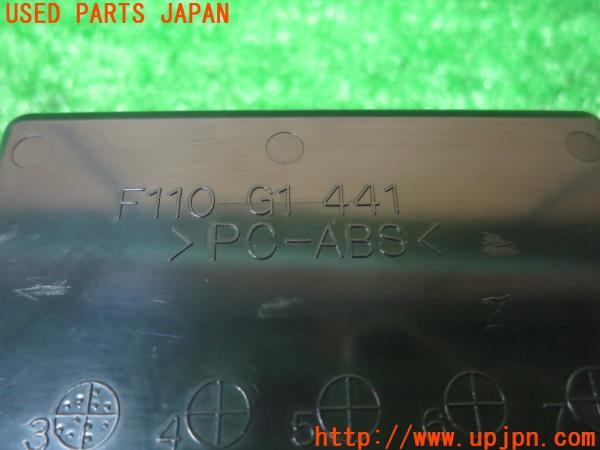 USED PARTS JAPAN
F110-G1 441
>PC-ABS<
3 4 5 6 7
http://www.upjpn.com